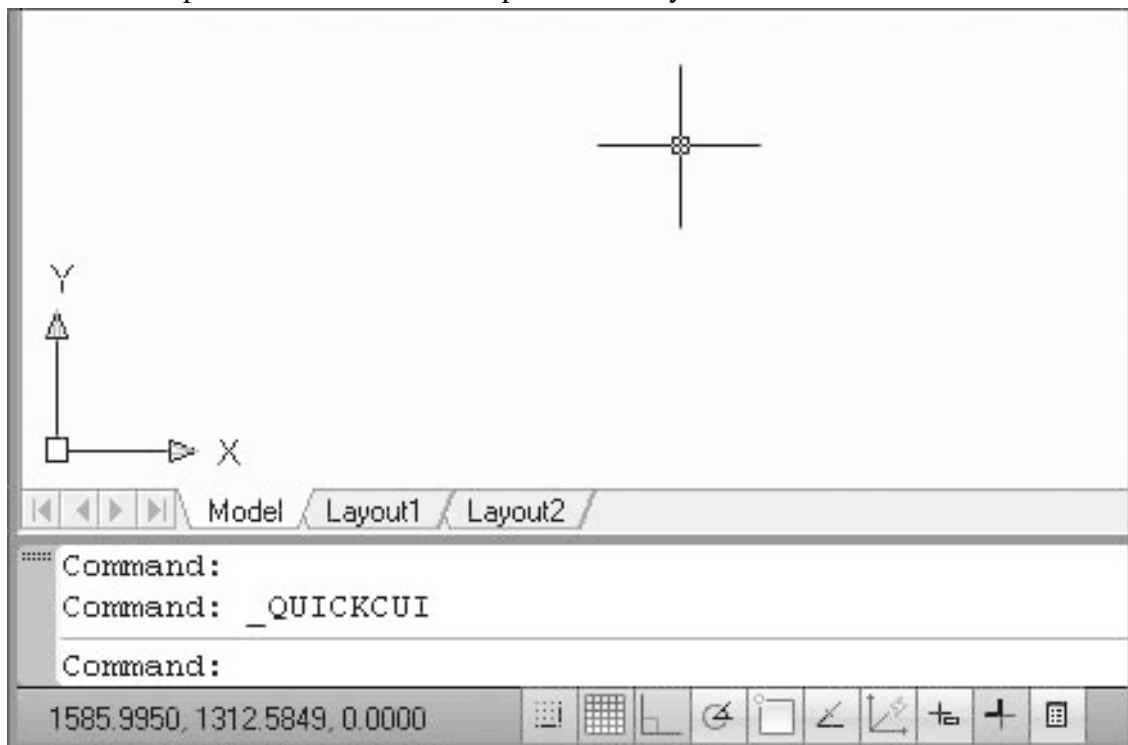 Y
X
Model Layout1 Layout2
Command:
Command: _QUICKCUI
Command:
1585.9950, 1312.5849, 0.0000